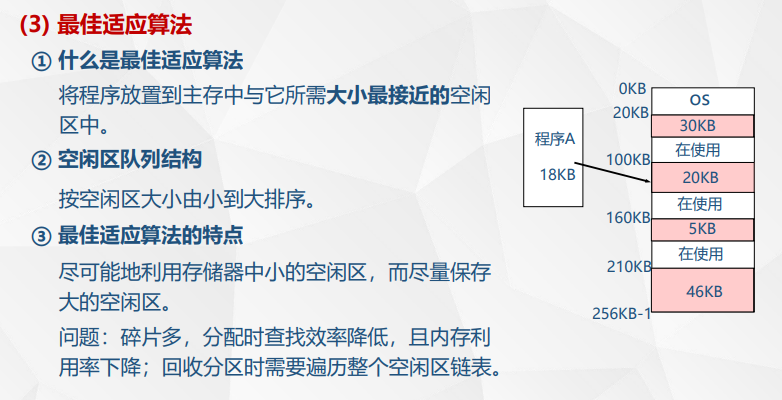 (3) 最佳适应算法
① 什么是最佳适应算法
将程序放置到主存中与它所需大小最接近的空闲
区中。
② 空闲区队列结构
按空闲区大小由小到大排序。
③ 最佳适应算法的特点
尽可能地利用存储器中小的空闲区，而尽量保存
大的空闲区。
问题：碎片多，分配时查找效率降低，且内存利
用率下降；回收分区时需要遍历整个空闲区链表。
程序A
18KB
0KB
OS
20KB
30KB
在使用
100KB
20KB
在使用
160KB
5KB
在使用
210KB
46KB
256KB-1